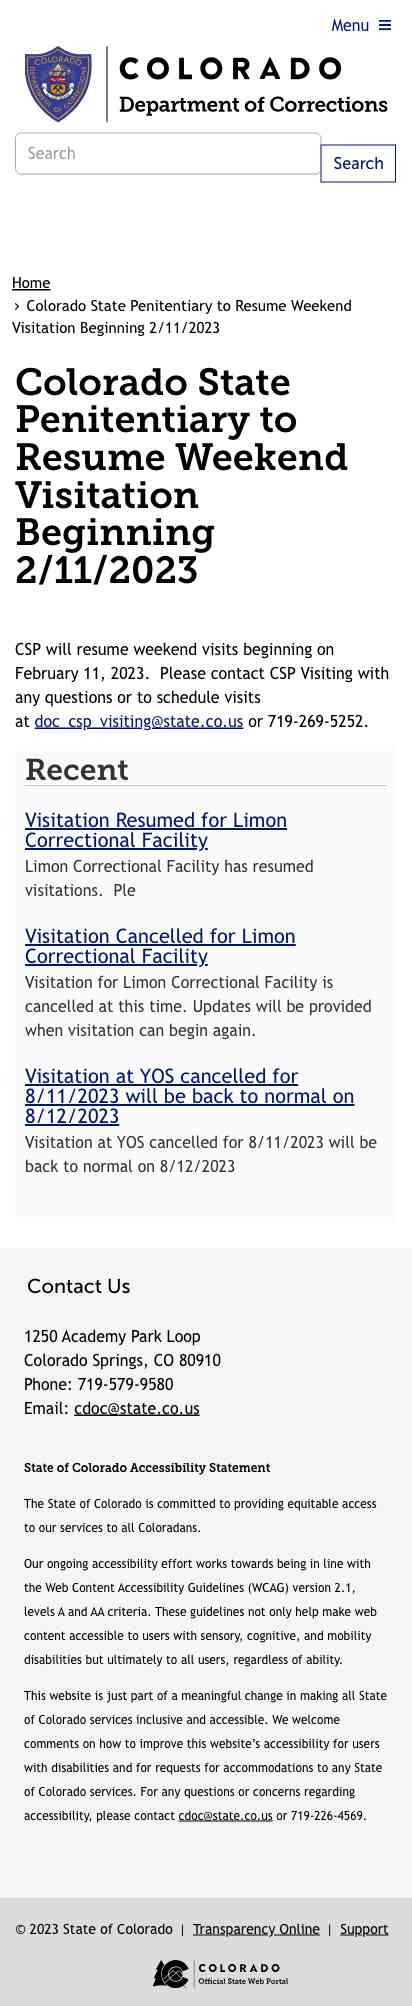 Menu
COLORADO
Department of Corrections
Search
Search
Home
› Colorado State Penitentiary to Resume Weekend
Visitation Beginning 2/11/2023
Colorado State
Penitentiary to
Resume Weekend
Visitation
Beginning
2/11/2023
CSP will resume weekend visits beginning on
February 11, 2023.  Please contact CSP Visiting with
any questions or to schedule visits
at doc_csp_visiting@state.co.us or 719-269-5252.
Recent
Visitation Resumed for Limon
Correctional Facility
Limon Correctional Facility has resumed
visitations.  Ple
Visitation Cancelled for Limon
Correctional Facility
Visitation for Limon Correctional Facility is
cancelled at this time. Updates will be provided
when visitation can begin again.
Visitation at YOS cancelled for
8/11/2023 will be back to normal on
8/12/2023
Visitation at YOS cancelled for 8/11/2023 will be
back to normal on 8/12/2023
Contact Us
1250 Academy Park Loop
Colorado Springs, CO 80910
Phone: 719-579-9580
Email: cdoc@state.co.us
State of Colorado Accessibility Statement
The State of Colorado is committed to providing equitable access
to our services to all Coloradans.
Our ongoing accessibility effort works towards being in line with
the Web Content Accessibility Guidelines (WCAG) version 2.1,
levels A and AA criteria. These guidelines not only help make web
content accessible to users with sensory, cognitive, and mobility
disabilities but ultimately to all users, regardless of ability.
This website is just part of a meaningful change in making all State
of Colorado services inclusive and accessible. We welcome
comments on how to improve this website's accessibility for users
with disabilities and for requests for accommodations to any State
of Colorado services. For any questions or concerns regarding
accessibility, please contact cdoc@state.co.us or 719-226-4569.
© 2023 State of Colorado | Transparency Online | Support
COLORADO
Official State Web Portal